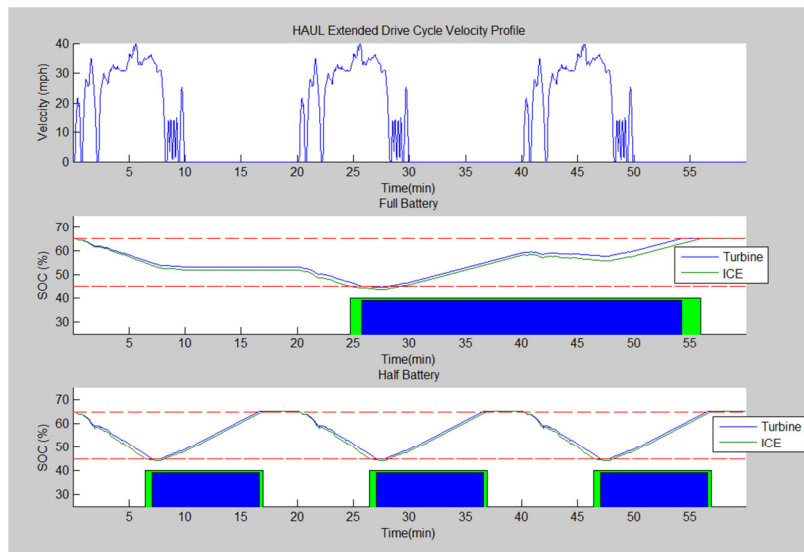 HAUL Extended Drive Cycle Velocity Profile
40
30
20
10
0
Velocity (mph)
5 10 15 20 25 30 35 40 45 50 55
Time(min)
Full Battery
70
60
50
40
30
SOC (%)
Turbine
ICE
5 10 15 20 25 30 35 40 45 50 55
Time(min)
Half Battery
70
60
50
40
30
SOC (%)
Turbine
ICE
5 10 15 20 25 30 35 40 45 50 55
Time(min)